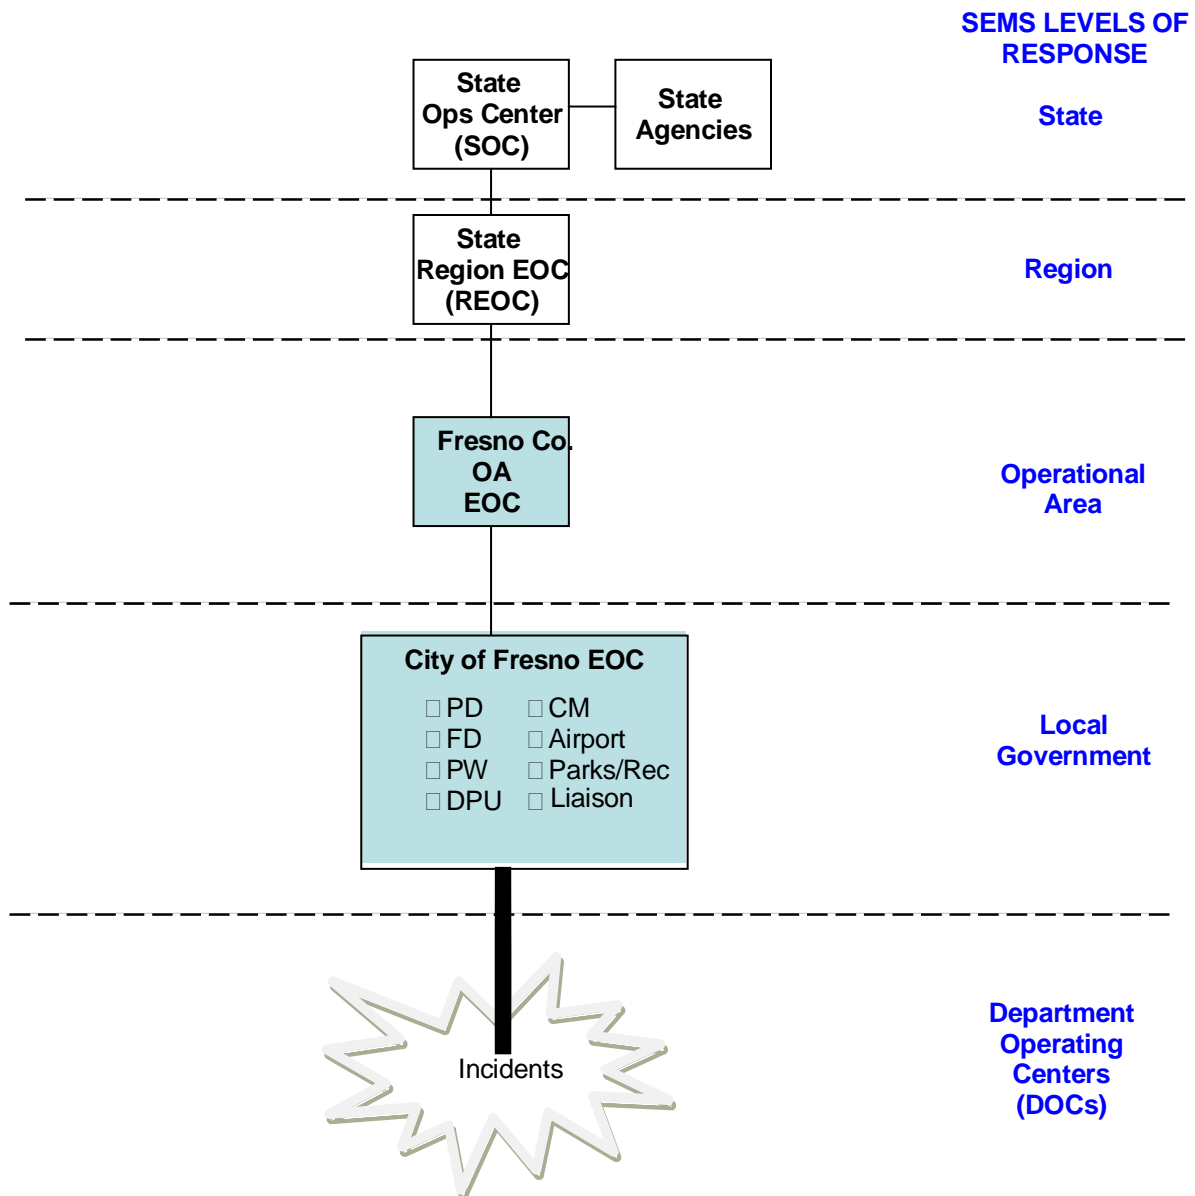 SEMS LEVELS OF
RESPONSE
State
Ops Center
(SOC)
State
Agencies
State
State
Region EOC
(REOC)
Region
Fresno Co.
OA
EOC
Operational
Area
City of Fresno EOC
□ PD □ CM
□ FD □ Airport
□ PW □ Parks/Rec
□ DPU □ Liaison
Local
Government
Incidents
Department
Operating
Centers
(DOCs)